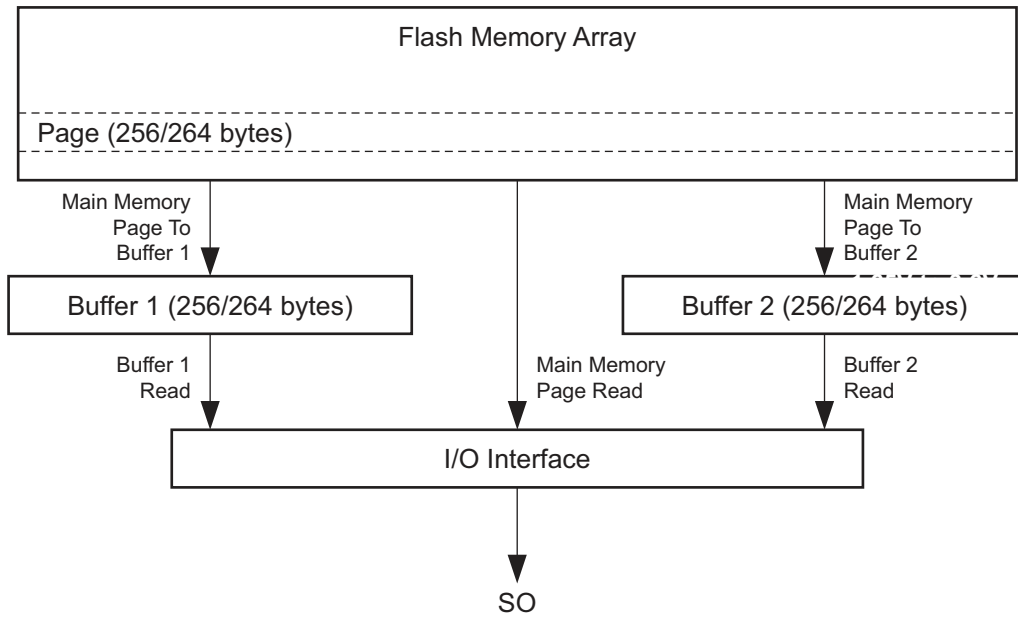 Flash Memory Array
Page (256/264 bytes)
Main Memory
Page To
Buffer 1
Main Memory
Page To
Buffer 2
Buffer 1 (256/264 bytes)
Buffer 2 (256/264 bytes)
Buffer 1
Read
Main Memory
Page Read
Buffer 2
Read
I/O Interface
SO